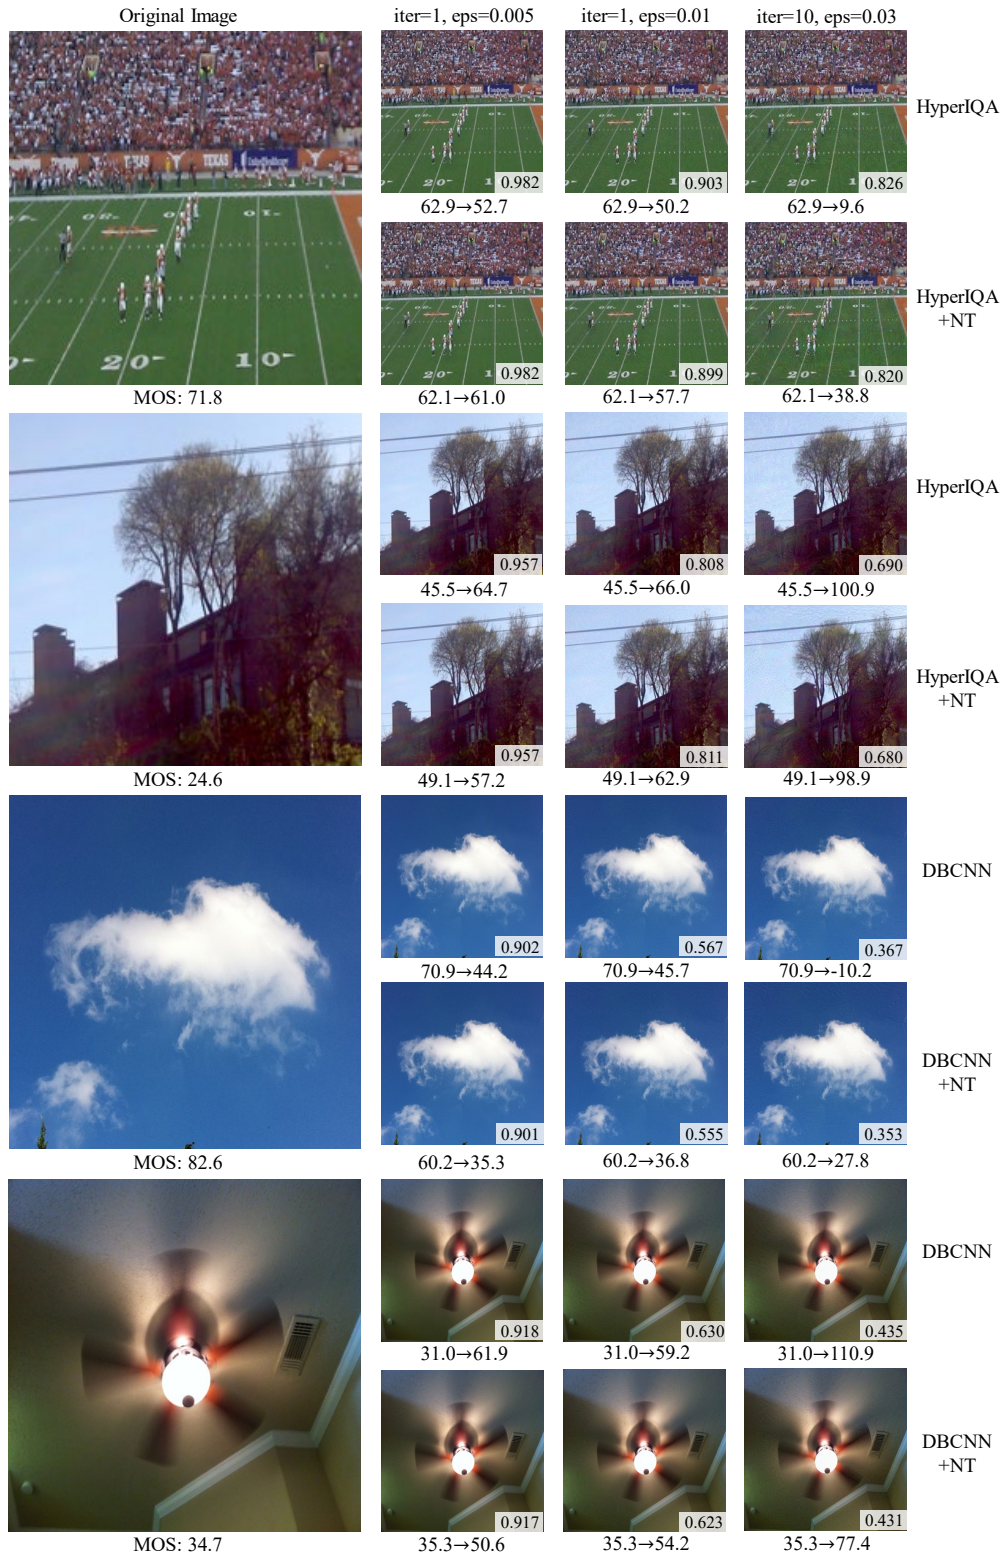 Original Image
iter=1, eps=0.005
iter=1, eps=0.01
iter=10, eps=0.03
TEXAS
TEXAS
20
10
MOS: 71.8
0.982
0.903
0.826
HyperIQA
62.9→52.7
62.9→50.2
62.9→9.6
0.982
0.899
0.820
HyperIQA
+NT
62.1→61.0
62.1→57.7
62.1→38.8
MOS: 24.6
0.957
0.808
0.690
HyperIQA
45.5→64.7
45.5→66.0
45.5→100.9
0.957
0.811
0.680
HyperIQA
+NT
49.1→57.2
49.1→62.9
49.1→98.9
MOS: 82.6
0.902
0.567
0.367
DBCNN
70.9→44.2
70.9→45.7
70.9→-10.2
0.901
0.555
0.353
DBCNN
+NT
60.2→35.3
60.2→36.8
60.2→27.8
MOS: 34.7
0.918
0.630
0.435
DBCNN
31.0→61.9
31.0→59.2
31.0→110.9
0.917
0.623
0.431
DBCNN
+NT
35.3→50.6
35.3→54.2
35.3→77.4